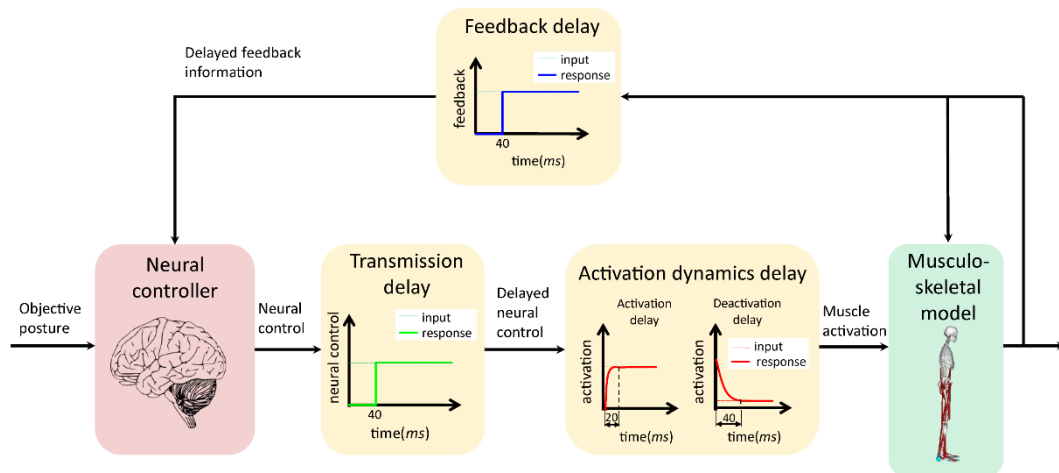 Feedback delay
Delayed feedback
information
input
response
feedback
40
time(ms)
Neural
controller
Objective
posture
Neural
control
Transmission
delay
input
response
neural control
40
time(ms)
Delayed
neural
control
Activation dynamics delay
Activation
delay
activation
20
time(ms)
Deactivation
delay
input
response
activation
40
time(ms)
Muscle
activation
Musculo-
skeletal
model